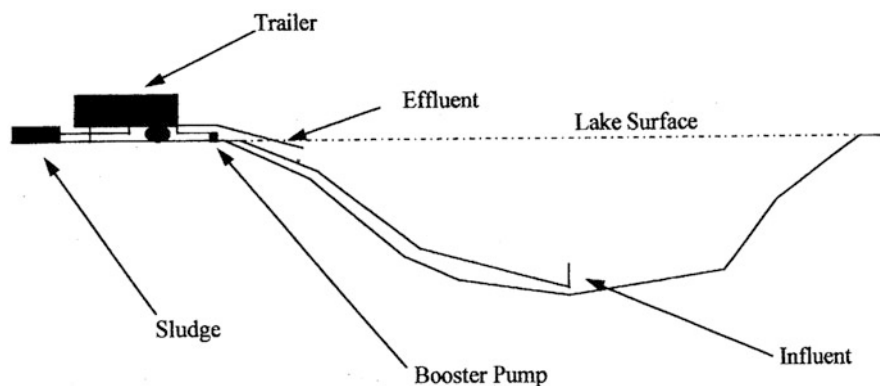 Trailer
Effluent
Lake Surface
Sludge
Booster Pump
Influent